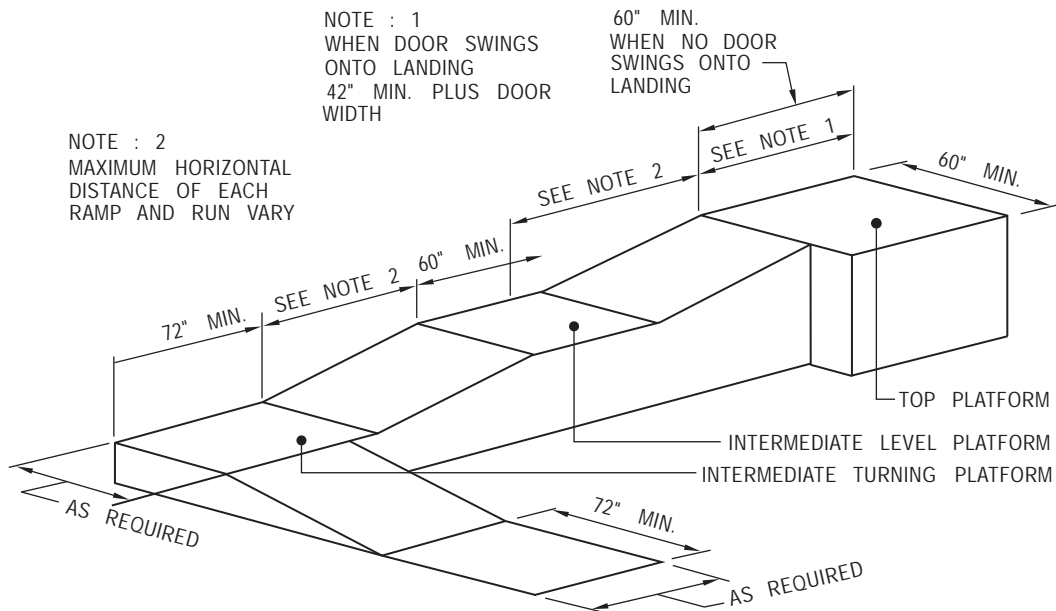 NOTE : 1
WHEN DOOR SWINGS
ONTO LANDING
42" MIN. PLUS DOOR
WIDTH
60" MIN.
WHEN NO DOOR
SWINGS ONTO
LANDING
NOTE : 2
MAXIMUM HORIZONTAL
DISTANCE OF EACH
RAMP AND RUN VARY
SEE NOTE 1
60" MIN.
SEE NOTE 2
60" MIN.
SEE NOTE 2
72" MIN.
TOP PLATFORM
INTERMEDIATE LEVEL PLATFORM
INTERMEDIATE TURNING PLATFORM
AS REQUIRED
72" MIN.
AS REQUIRED